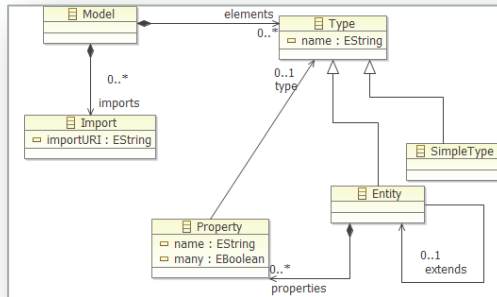 Model
elements
0..*
Type
name : EString
0..*
imports
0..1
type
Import
importURI : EString
SimpleType
Entity
Property
name : EString
many : EBoolean
0..1
extends
0..*
properties